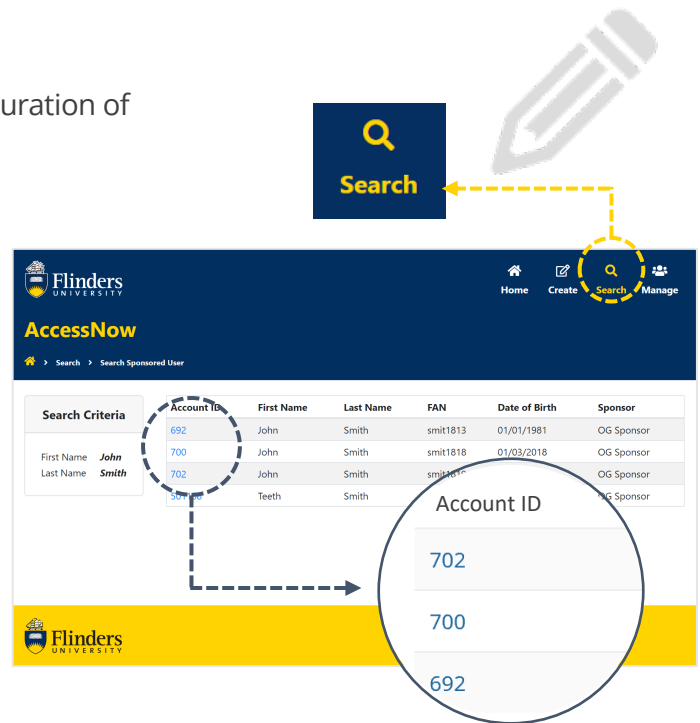 uration of
Search
Flinders
UNIVERSITY
Home Create Search Manage
AccessNow
> Search > Search Sponsored User
Search Criteria
First Name John
Last Name Smith
Account ID First Name Last Name FAN Date of Birth Sponsor
692 John Smith smit1813 01/01/1981 OG Sponsor
700 John Smith smit1818 01/03/2018 OG Sponsor
702 John Smith OG Sponsor
Teeth Smith OG Sponsor
Account ID
702
700
692
Flinders
UNIVERSITY